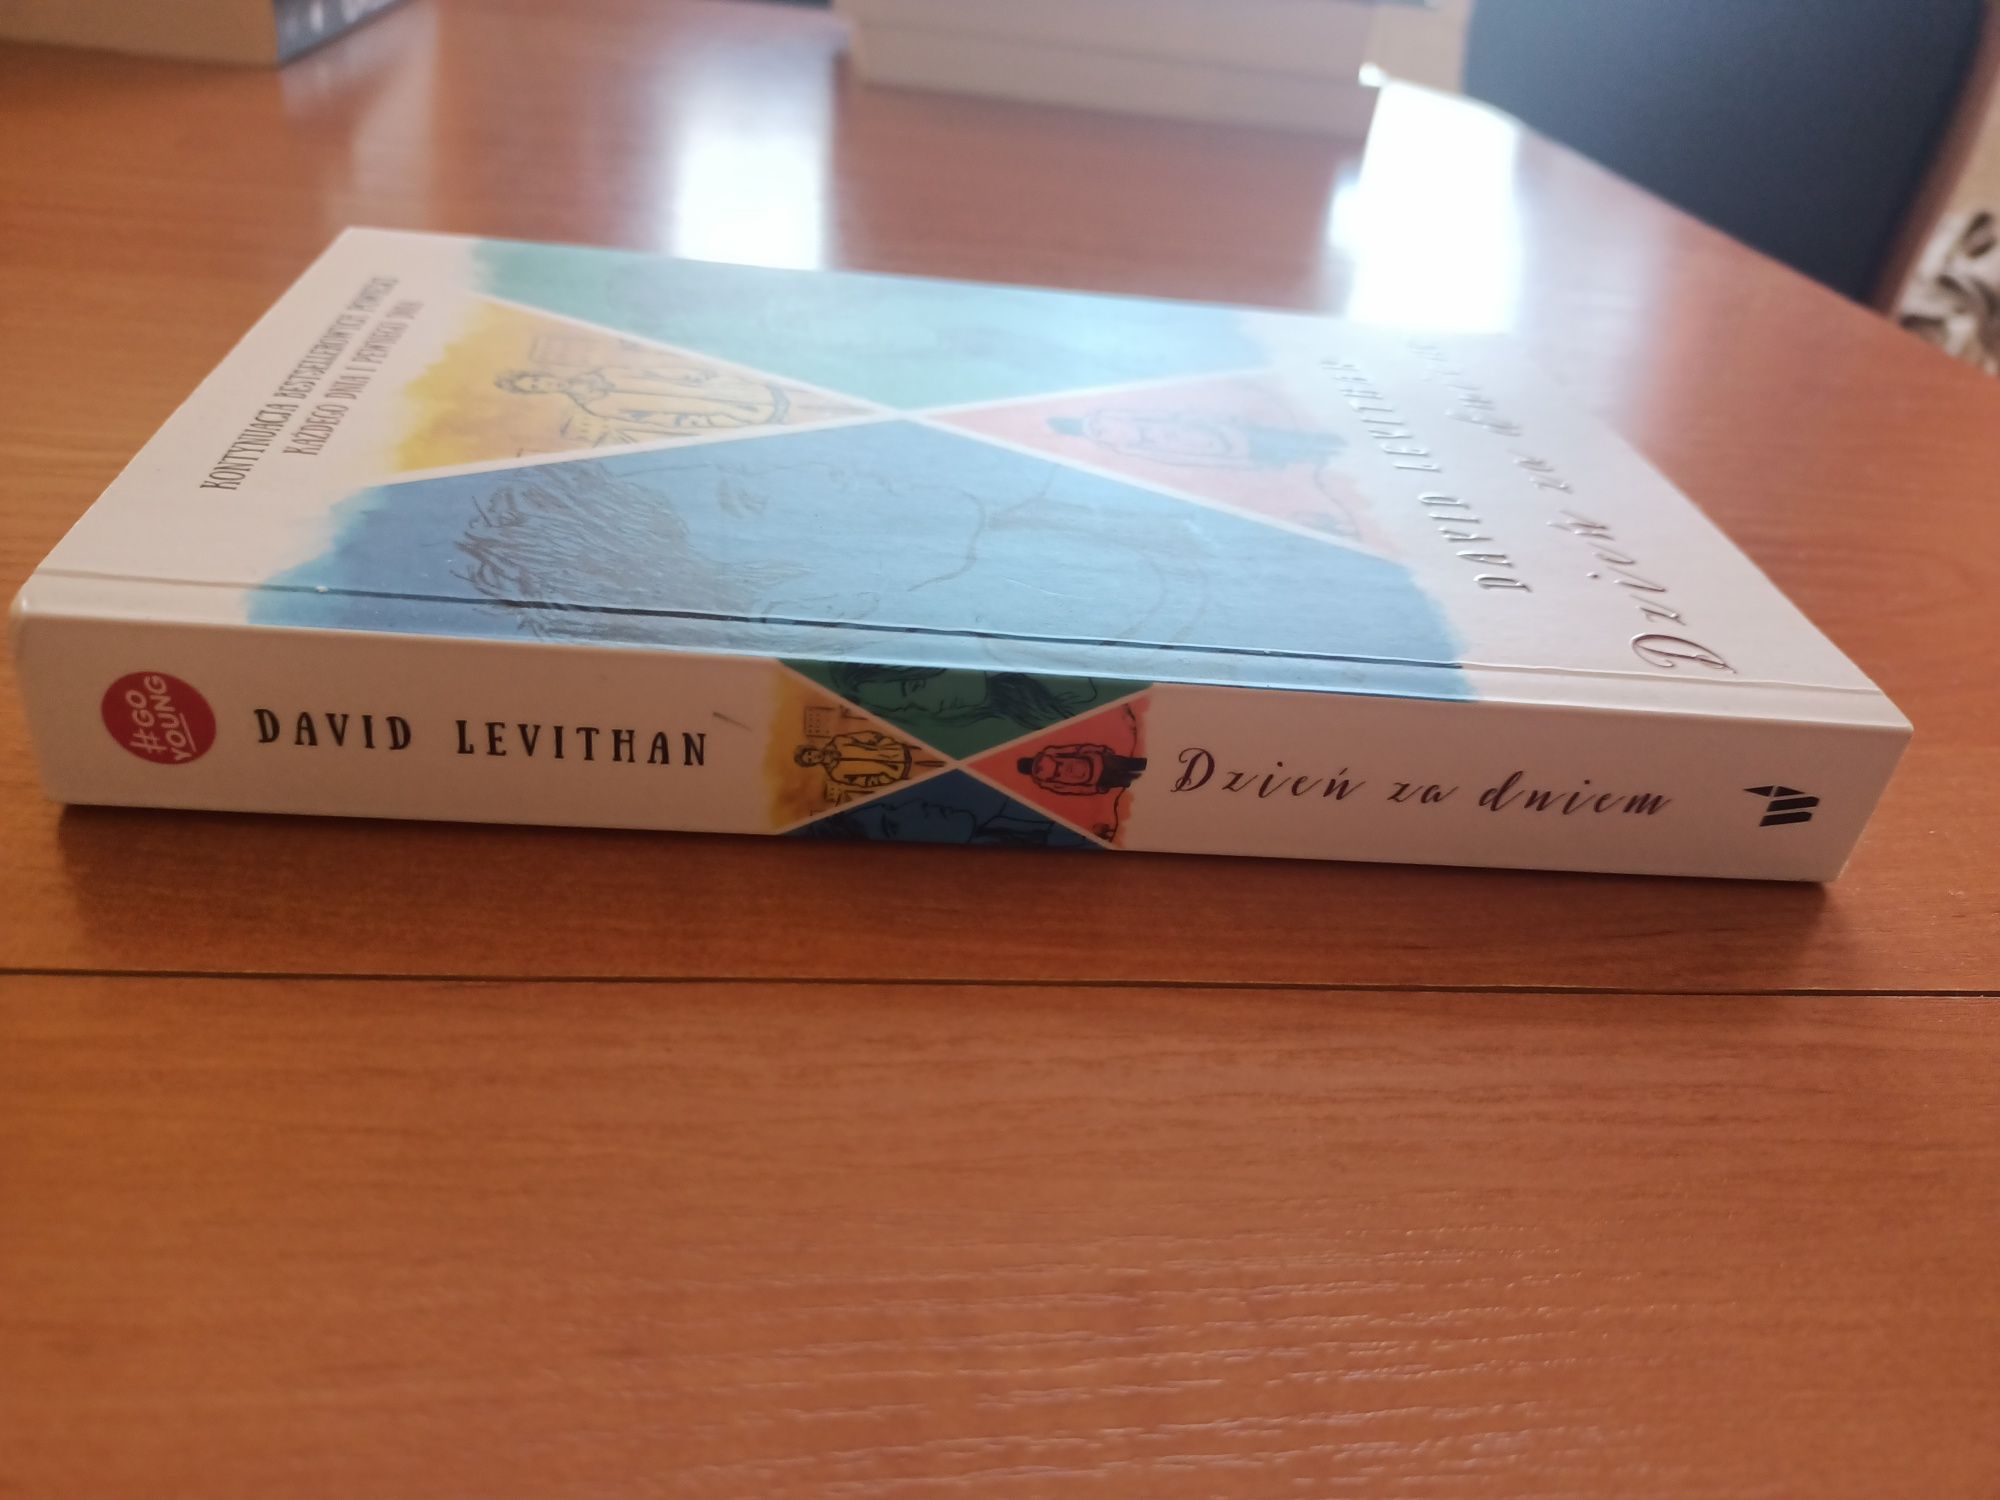 KONTYNUACJA BESTSELLEROWYCH POWIEŚCI
KAŻDEGO DNIA I PEWNEGO DNIA
DAVID LEVITHAN
Dzień za dniem
#GO
YOUNG
DAVID LEVITHAN
Dzień za dniem